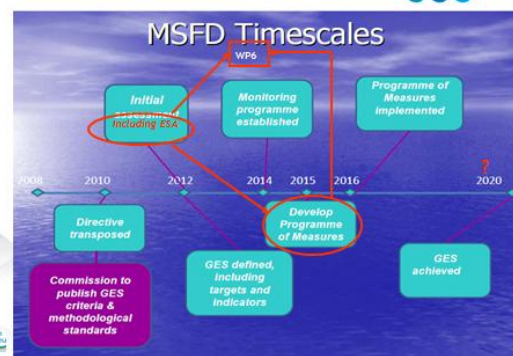 MSFD Timescales
WP6
Initial
assessment
Including ESA
Monitoring
programme
established
Programme of
Measures
implemented
?
2008
2010
2012
2014
2015
2016
2020
Directive
transposed
Develop
Programme
of Measures
Commission to
publish GES
criteria &
methodological
standards
GES defined,
including
targets and
indicators
GES
achieved